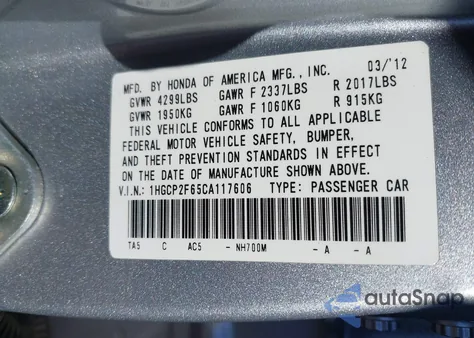 MFD. BY HONDA OF AMERICA MFG., INC. 03/'12
GVWR 4299LBS GAWR F 2337LBS R 2017LBS
GVWR 1950KG GAWR F 1060KG R 915KG
THIS VEHICLE CONFORMS TO ALL APPLICABLE
FEDERAL MOTOR VEHICLE SAFETY, BUMPER,
AND THEFT PREVENTION STANDARDS IN EFFECT
ON THE DATE OF MANUFACTURE SHOWN ABOVE.
V.I.N.: 1HGCP2F65CA117606 TYPE: PASSENGER CAR
TA5 C AC5 - NH700M - A - A
autoSnap